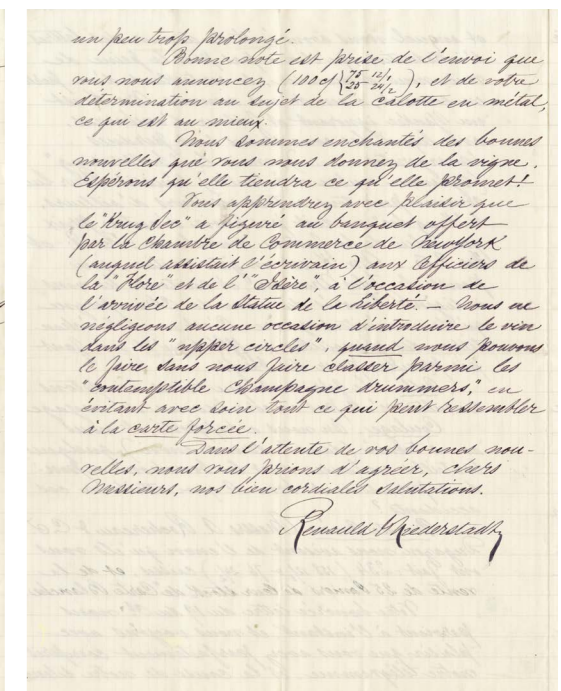 un peu trop prolongé.
Bonne note est prise de l'envoi que
vous nous annoncez (100 c/ {75 12/1 25 24/2), et de votre
détermination au sujet de la calotte en métal,
ce qui est au mieux.
Nous sommes enchantés des bonnes
nouvelles que vous nous donnez de la vigne.
Espérons qu'elle tiendra ce qu'elle promet!
Vous apprendrez avec plaisir que
le "Krug Sec" a figuré au banquet offert
par la Chambre de Commerce de New York
(auquel assistait l'écrivain) aux Officiers de
la "Flore" et de l' "Isère", à l'occasion de
l'arrivée de la Statue de la Liberté. — Nous ne
négligeons aucune occasion d'introduire le vin
dans les "upper circles", quand nous pouvons
le faire sans nous faire classer parmi les
"contemptible Champagne drummers," en
évitant avec soin tout ce qui peut ressembler
à la carte forcée.
Dans l'attente de vos bonnes nou-
velles, nous vous prions d'agréer, chers
Messieurs, nos bien cordiales salutations.
Renauld & Niederstadt